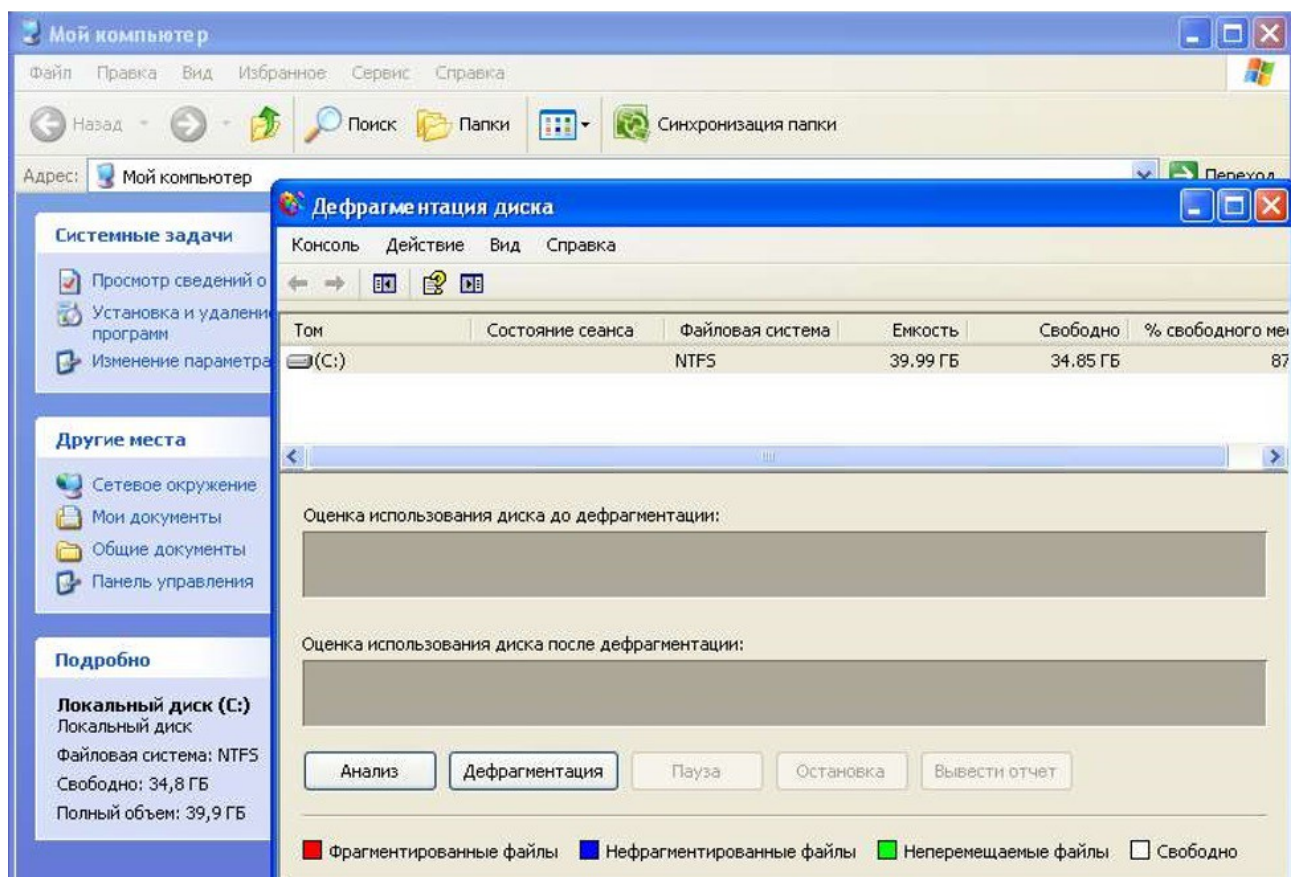 Мой компьютер
Файл Правка Вид Избранное Сервис Справка
Назад Поиск Папки Синхронизация папки
Адрес: Мой компьютер Переход
Дефрагментация диска
Консоль Действие Вид Справка
Том Состояние сеанса Файловая система Емкость Свободно % свободного мес
(C:) NTFS 39.99 ГБ 34.85 ГБ 87
Оценка использования диска до дефрагментации:
Оценка использования диска после дефрагментации:
Анализ Дефрагментация Пауза Остановка Вывести отчет
Фрагментированные файлы Нефрагментированные файлы Неперемещаемые файлы Свободно
Системные задачи
Просмотр сведений о
Установка и удаление
программ
Изменение параметра
Другие места
Сетевое окружение
Мои документы
Общие документы
Панель управления
Подробно
Локальный диск (C:)
Локальный диск
Файловая система: NTFS
Свободно: 34,8 ГБ
Полный объем: 39,9 ГБ